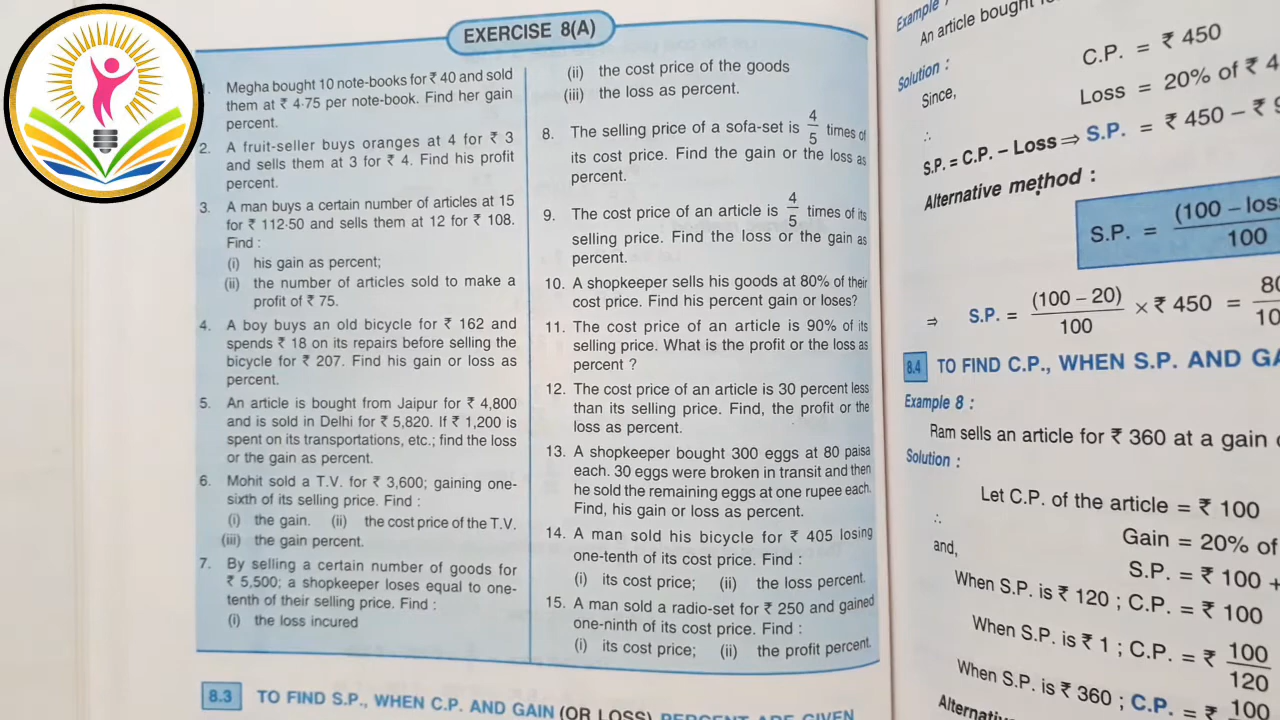 EXERCISE 8(A)
1. Megha bought 10 note-books for ₹ 40 and sold
them at ₹ 4·75 per note-book. Find her gain
percent.
2. A fruit-seller buys oranges at 4 for ₹ 3
and sells them at 3 for ₹ 4. Find his profit
percent.
3. A man buys a certain number of articles at 15
for ₹ 112·50 and sells them at 12 for ₹ 108.
Find :
(i) his gain as percent;
(ii) the number of articles sold to make a
profit of ₹ 75.
4. A boy buys an old bicycle for ₹ 162 and
spends ₹ 18 on its repairs before selling the
bicycle for ₹ 207. Find his gain or loss as
percent.
5. An article is bought from Jaipur for ₹ 4,800
and is sold in Delhi for ₹ 5,820. If ₹ 1,200 is
spent on its transportations, etc.; find the loss
or the gain as percent.
6. Mohit sold a T.V. for ₹ 3,600; gaining one-
sixth of its selling price. Find :
(i) the gain. (ii) the cost price of the T.V.
(iii) the gain percent.
7. By selling a certain number of goods for
₹ 5,500; a shopkeeper loses equal to one-
tenth of their selling price. Find :
(i) the loss incured
(ii) the cost price of the goods
(iii) the loss as percent.
8. The selling price of a sofa-set is 4/5 times of
its cost price. Find the gain or the loss as
percent.
9. The cost price of an article is 4/5 times of its
selling price. Find the loss or the gain as
percent.
10. A shopkeeper sells his goods at 80% of their
cost price. Find his percent gain or loses?
11. The cost price of an article is 90% of its
selling price. What is the profit or the loss as
percent ?
12. The cost price of an article is 30 percent less
than its selling price. Find, the profit or the
loss as percent.
13. A shopkeeper bought 300 eggs at 80 paisa
each. 30 eggs were broken in transit and then
he sold the remaining eggs at one rupee each.
Find, his gain or loss as percent.
14. A man sold his bicycle for ₹ 405 losing
one-tenth of its cost price. Find :
(i) its cost price; (ii) the loss percent.
15. A man sold a radio-set for ₹ 250 and gained
one-ninth of its cost price. Find :
(i) its cost price; (ii) the profit percent.
8.3 TO FIND S.P., WHEN C.P. AND GAIN (OR LOSS) PERCENT ARE GIVEN
Example
An article bought
Solution :
Since,
C.P. = ₹ 450
Loss = 20% of ₹ 4
∴ S.P. = C.P. – Loss ⇒ S.P. = ₹ 450 – ₹
Alternative method :
S.P. = (100 – loss / 100
⇒ S.P. = (100 – 20)/100 × ₹ 450 = 80 / 10
8.4 TO FIND C.P., WHEN S.P. AND GA
Example 8 :
Ram sells an article for ₹ 360 at a gain
Solution :
Let C.P. of the article = ₹ 100
∴ Gain = 20% of
and, S.P. = ₹ 100 +
When S.P. is ₹ 120 ; C.P. = ₹ 100
When S.P. is ₹ 1 ; C.P. = ₹ 100/120
When S.P. is ₹ 360 ; C.P. = ₹ 100
Alternativ